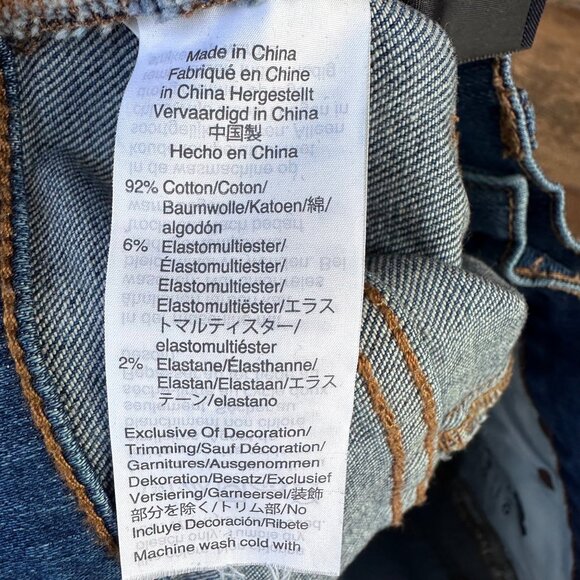 Made in China
Fabriqué en Chine
in China Hergestellt
Vervaardigd in China
中国製
Hecho en China
92% Cotton/Coton/
Baumwolle/Katoen/綿/
algodón
6% Elastomultiester/
Élastomultiester/
Elastomultiester/
Elastomultiëster/エラス
トマルティスター/
elastomultiéster
2% Elastane/Élasthanne/
Elastan/Elastaan/エラス
テーン/elastano
Exclusive Of Decoration/
Trimming/Sauf Décoration/
Garnitures/Ausgenommen
Dekoration/Besatz/Exclusief
Versiering/Garneersel/装飾
部分を除く/トリム部/No
Incluye Decoración/Ribete
Machine wash cold with